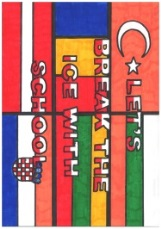 LET'S
BREAK THE
ICE WITH
SCHOOL...